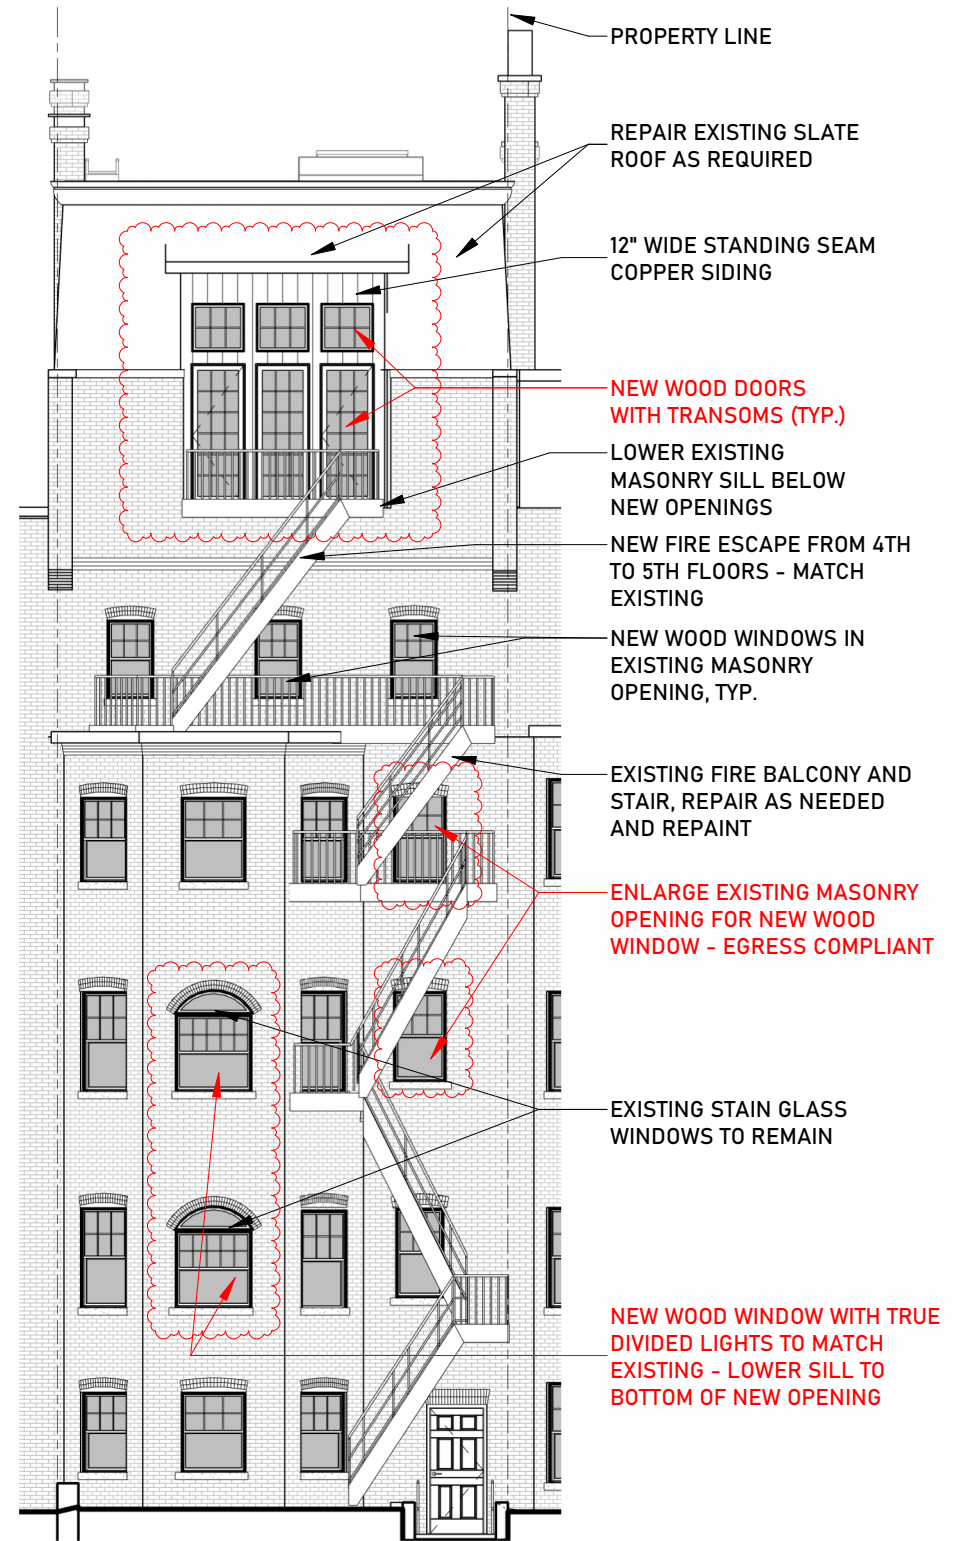 PROPERTY LINE
REPAIR EXISTING SLATE
ROOF AS REQUIRED
12" WIDE STANDING SEAM
COPPER SIDING
NEW WOOD DOORS
WITH TRANSOMS (TYP.)
LOWER EXISTING
MASONRY SILL BELOW
NEW OPENINGS
NEW FIRE ESCAPE FROM 4TH
TO 5TH FLOORS - MATCH
EXISTING
NEW WOOD WINDOWS IN
EXISTING MASONRY
OPENING, TYP.
EXISTING FIRE BALCONY AND
STAIR, REPAIR AS NEEDED
AND REPAINT
ENLARGE EXISTING MASONRY
OPENING FOR NEW WOOD
WINDOW - EGRESS COMPLIANT
EXISTING STAIN GLASS
WINDOWS TO REMAIN
NEW WOOD WINDOW WITH TRUE
DIVIDED LIGHTS TO MATCH
EXISTING - LOWER SILL TO
BOTTOM OF NEW OPENING